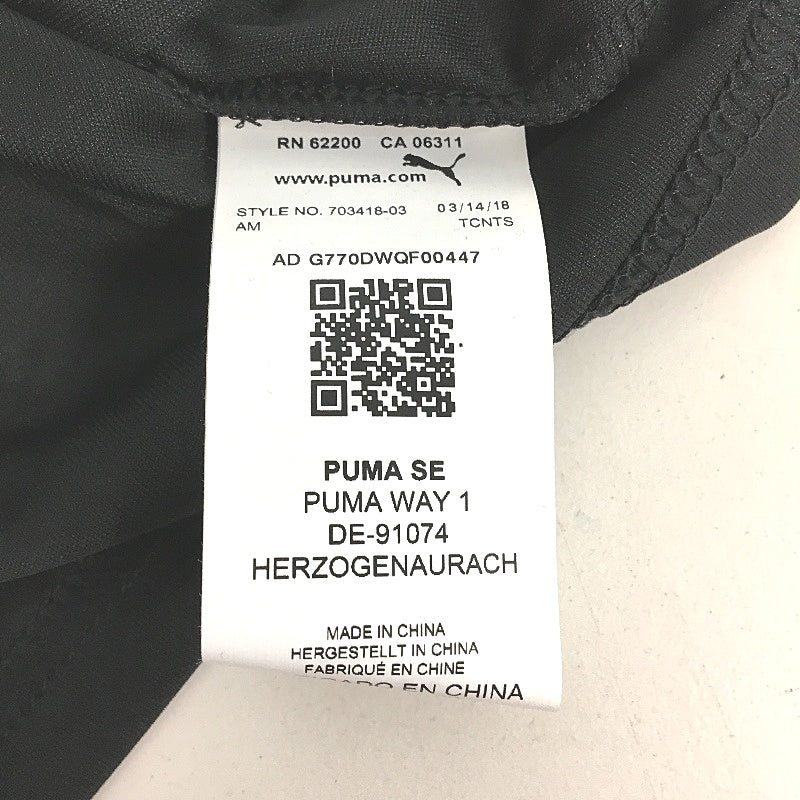 RN 62200 CA 06311
www.puma.com
STYLE NO. 703418-03 03/14/18
AM TCNTS
AD G770DWQF00447
PUMA SE
PUMA WAY 1
DE-91074
HERZOGENAURACH
MADE IN CHINA
HERGESTELLT IN CHINA
FABRIQUÉ EN CHINE
EN CHINA